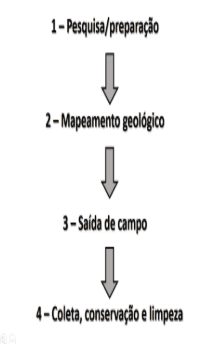 1 – Pesquisa/preparação
2 – Mapeamento geológico
3 – Saída de campo
4 – Coleta, conservação e limpeza